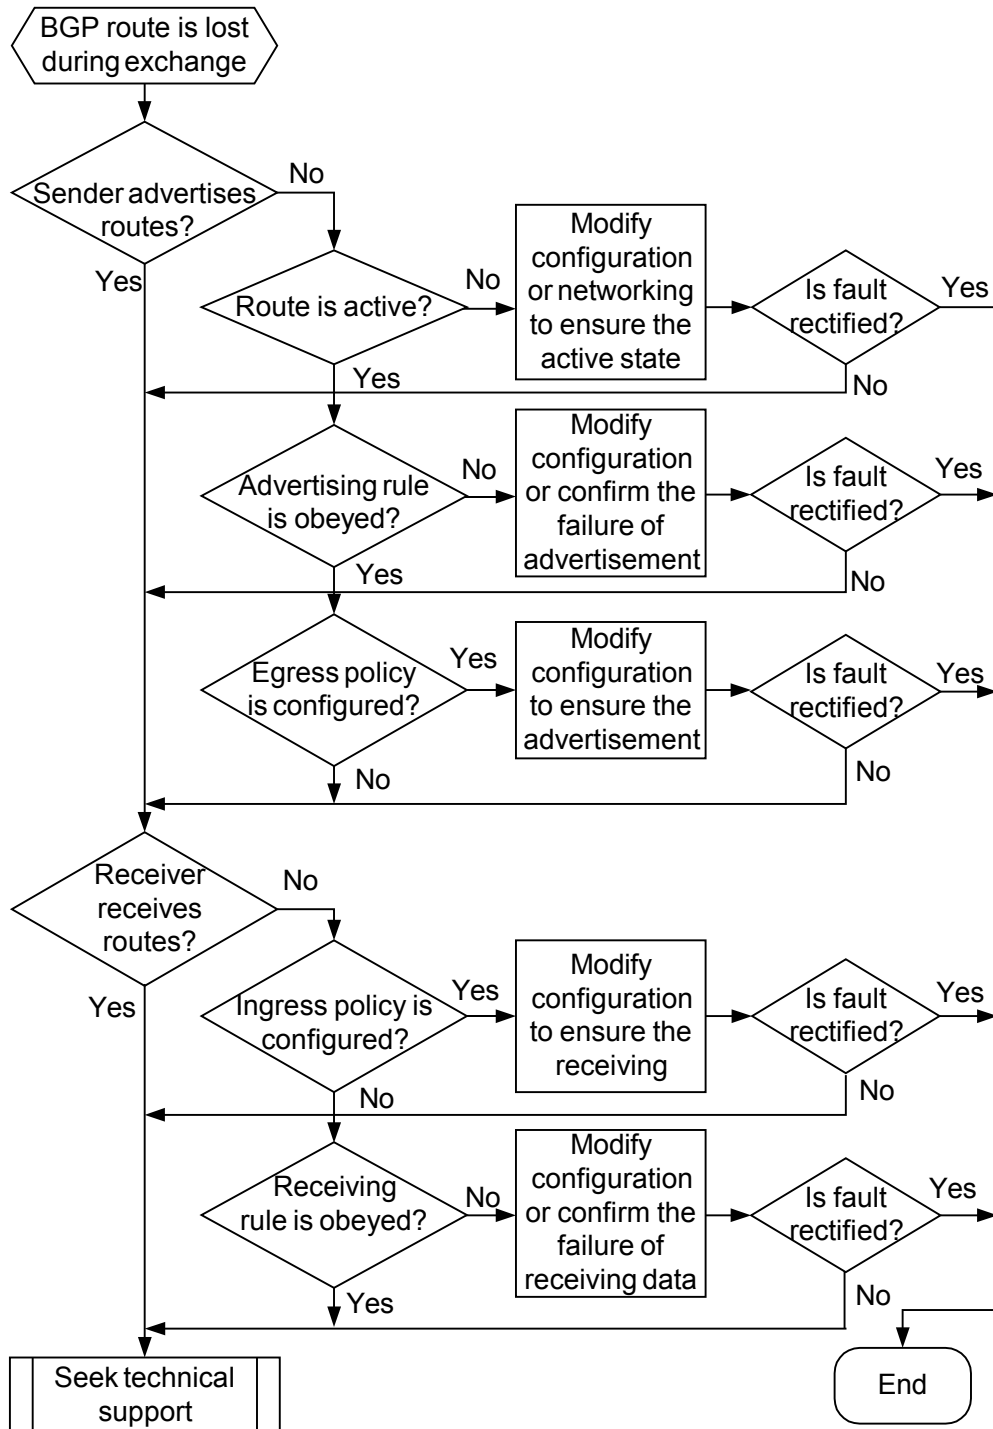 BGP route is lost
during exchange
No
Sender advertises
routes?
Yes
Route is active?
No
Modify
configuration
or networking
to ensure the
active state
Is fault
rectified?
Yes
Yes
No
Advertising rule
is obeyed?
No
Modify
configuration
or confirm the
failure of
advertisement
Is fault
rectified?
Yes
Yes
No
Egress policy
is configured?
Yes
Modify
configuration
to ensure the
advertisement
Is fault
rectified?
Yes
No
No
Receiver
receives
routes?
No
Yes
Ingress policy is
configured?
Yes
Modify
configuration
to ensure the
receiving
Is fault
rectified?
Yes
No
No
Receiving
rule is obeyed?
No
Modify
configuration
or confirm the
failure of
receiving data
Is fault
rectified?
Yes
Yes
No
Seek technical
support
End